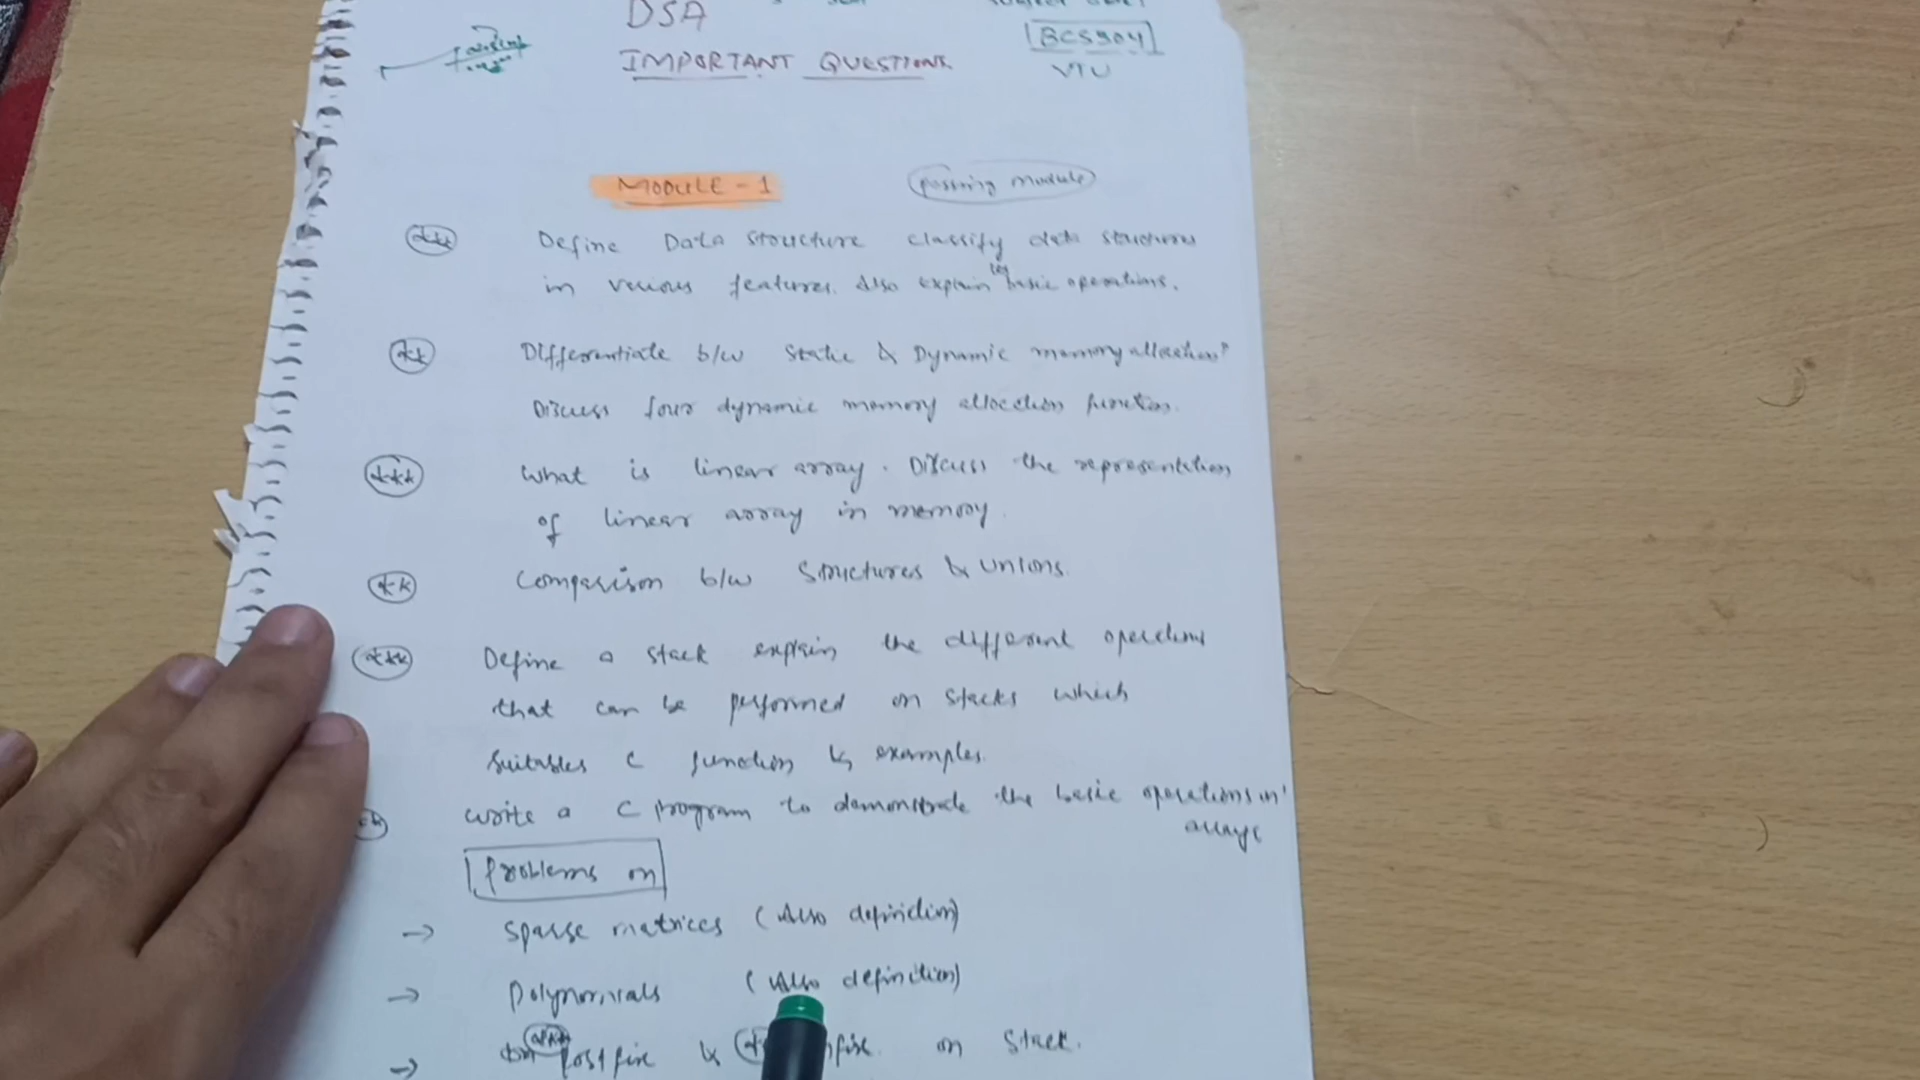 DSA
IMPORTANT QUESTIONS
BCS304
VTU
MODULE - 1
passing module
Define Data Structure classify data structures
in various features. Also explain basic operations.
Differentiate b/w Static & Dynamic memory allocation?
Discuss four dynamic memory allocation function.
What is linear array. Discuss the representation
of linear array in memory.
Comparison b/w Structures & Unions.
Define a stack explain the different operations
that can be performed on stacks which
suitables C function & examples.
write a C program to demonstrate the basic operations in
arrays
Problems on
→ Sparse matrices (Also definition)
→ Polynomials (Also definition)
→ Postfix & on Stack.